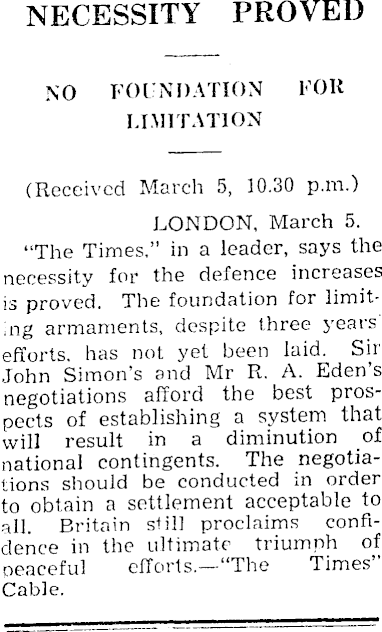 NECESSITY PROVED
NO FOUNDATION FOR
LIMITATION
(Received March 5, 10.30 p.m.)
LONDON, March 5.
"The Times," in a leader, says the
necessity for the defence increases
is proved. The foundation for limit-
ing armaments, despite three years'
efforts, has not yet been laid. Sir
John Simon's and Mr R. A. Eden's
negotiations afford the best pros-
pects of establishing a system that
will result in a diminution of
national contingents. The negotia-
tions should be conducted in order
to obtain a settlement acceptable to
all. Britain still proclaims confi-
dence in the ultimate triumph of
peaceful efforts.—"The Times"
Cable.